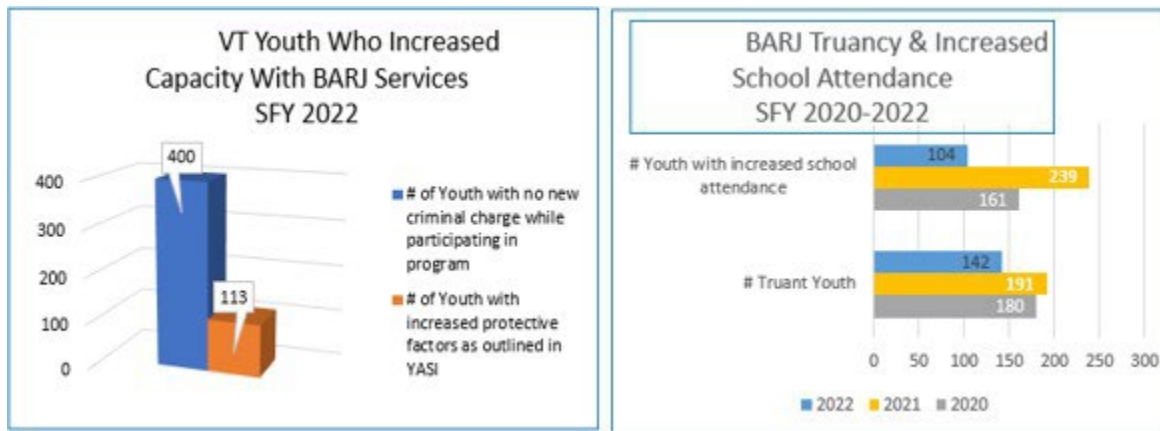 VT Youth Who Increased
Capacity With BARJ Services
SFY 2022
400
113
400
300
200
100
0
# of Youth with no new
criminal charge while
participating in
program
# of Youth with
increased protective
factors as outlined in
YASI
BARJ Truancy & Increased
School Attendance
SFY 2020-2022
# Youth with increased school
attendance
104
239
161
# Truant Youth
142
191
180
0 50 100 150 200 250 300
2022 2021 2020